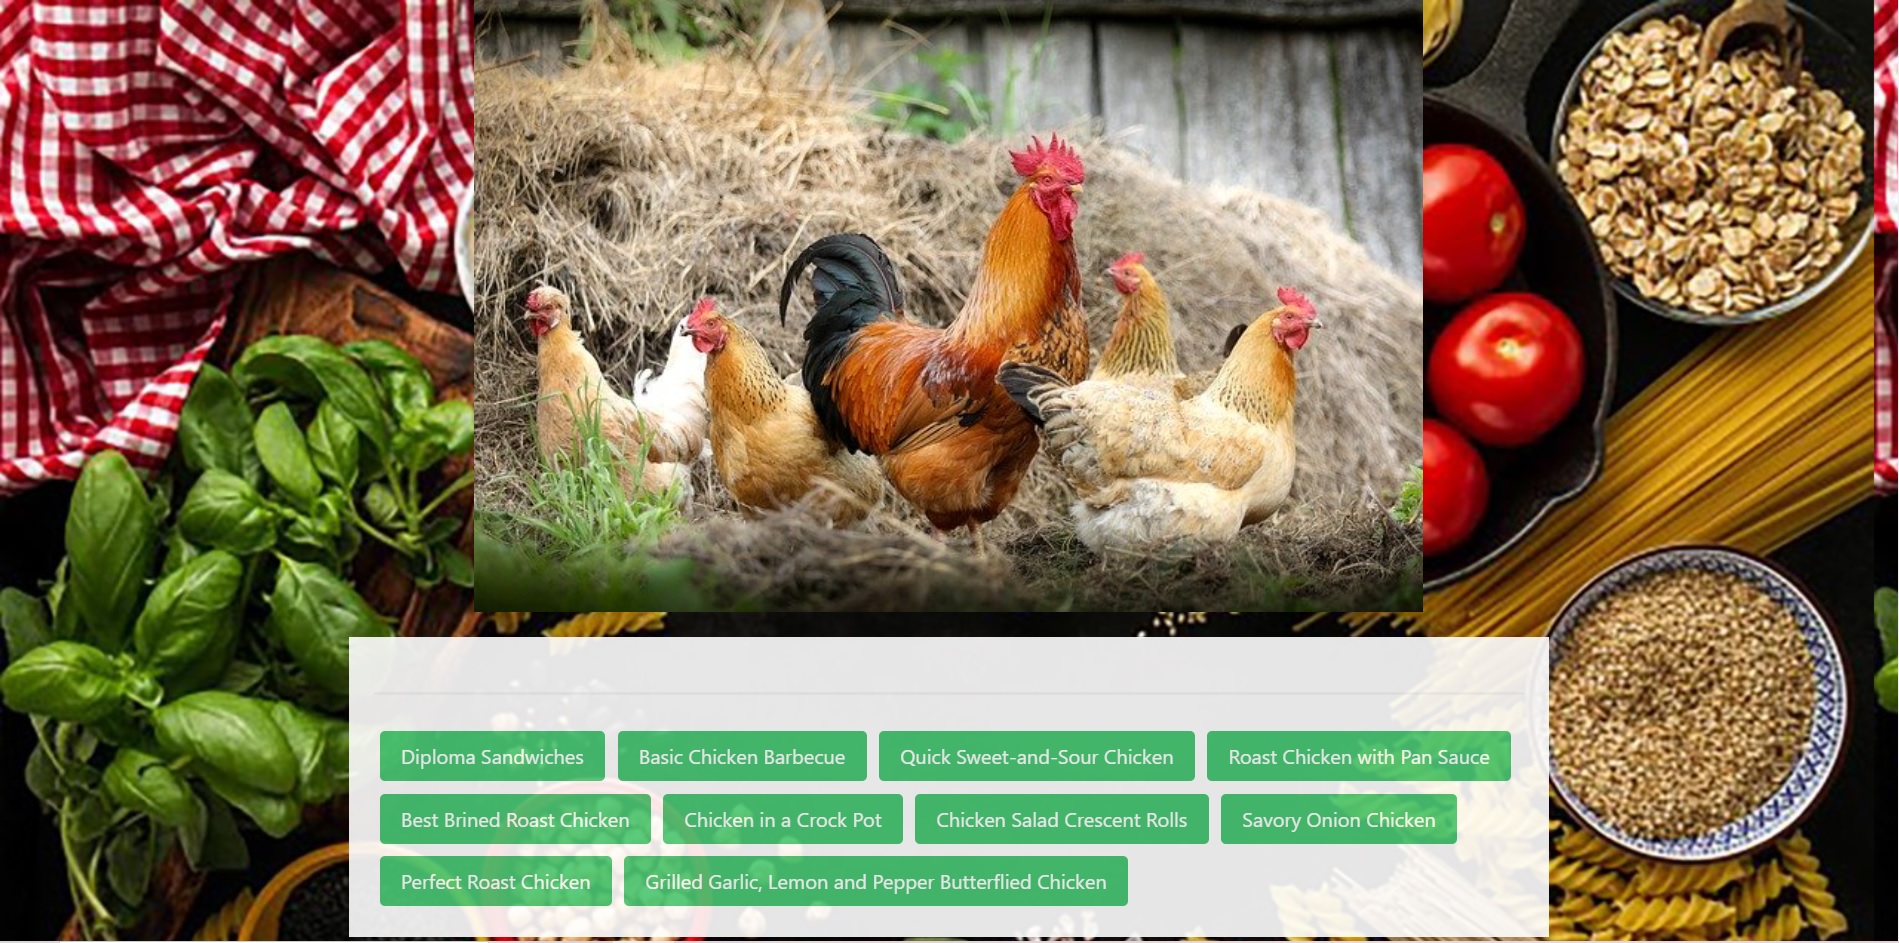 Diploma Sandwiches
Basic Chicken Barbecue
Quick Sweet-and-Sour Chicken
Roast Chicken with Pan Sauce
Best Brined Roast Chicken
Chicken in a Crock Pot
Chicken Salad Crescent Rolls
Savory Onion Chicken
Perfect Roast Chicken
Grilled Garlic, Lemon and Pepper Butterflied Chicken